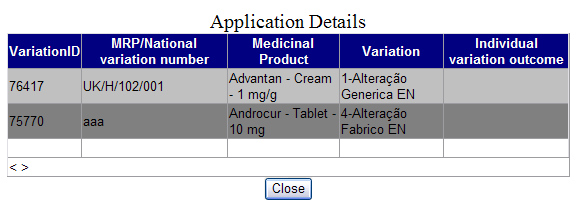 Application Details
VariationID MRP/National variation number Medicinal Product Variation Individual variation outcome
76417 UK/H/102/001 Advantan - Cream - 1 mg/g 1-Alteração Generica EN
75770 aaa Androcur - Tablet - 10 mg 4-Alteração Fabrico EN
< >
Close